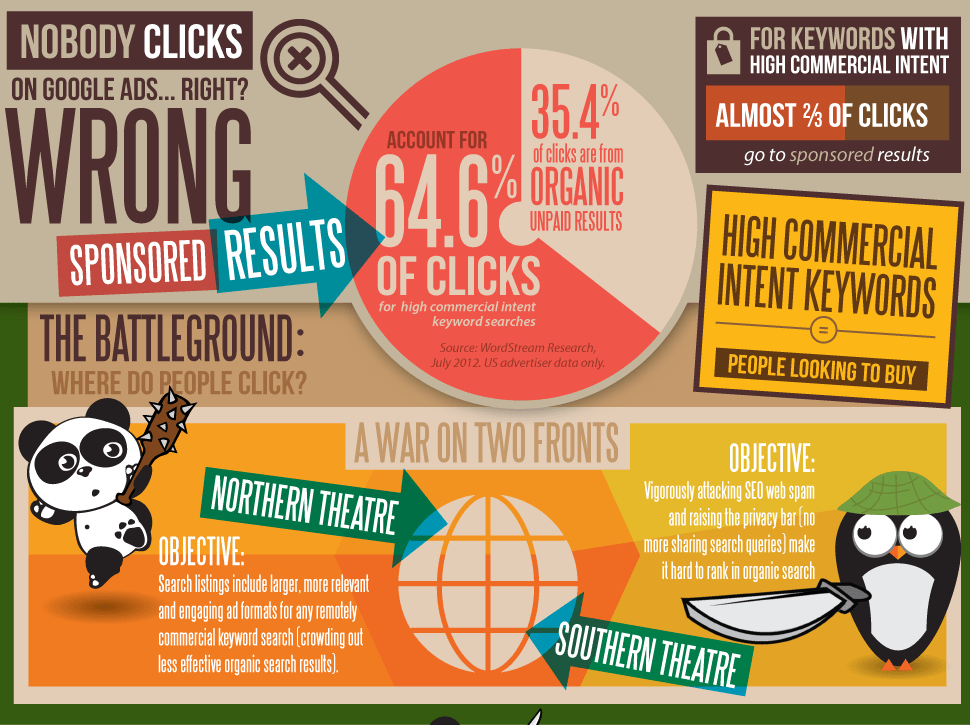 NOBODY CLICKS
ON GOOGLE ADS... RIGHT?
WRONG
SPONSORED RESULTS
ACCOUNT FOR
64.6%
OF CLICKS
for high commercial intent
keyword searches
Source: WordStream Research,
July 2012. US advertiser data only.
35.4%
of clicks are from
ORGANIC
UNPAID RESULTS
FOR KEYWORDS WITH
HIGH COMMERCIAL INTENT
ALMOST ⅔ OF CLICKS
go to sponsored results
HIGH COMMERCIAL
INTENT KEYWORDS
=
PEOPLE LOOKING TO BUY
THE BATTLEGROUND:
WHERE DO PEOPLE CLICK?
A WAR ON TWO FRONTS
NORTHERN THEATRE
OBJECTIVE:
Search listings include larger, more relevant
and engaging ad formats for any remotely
commercial keyword search (crowding out
less effective organic search results).
OBJECTIVE:
Vigorously attacking SEO web spam
and raising the privacy bar (no
more sharing search queries) make
it hard to rank in organic search
SOUTHERN THEATRE